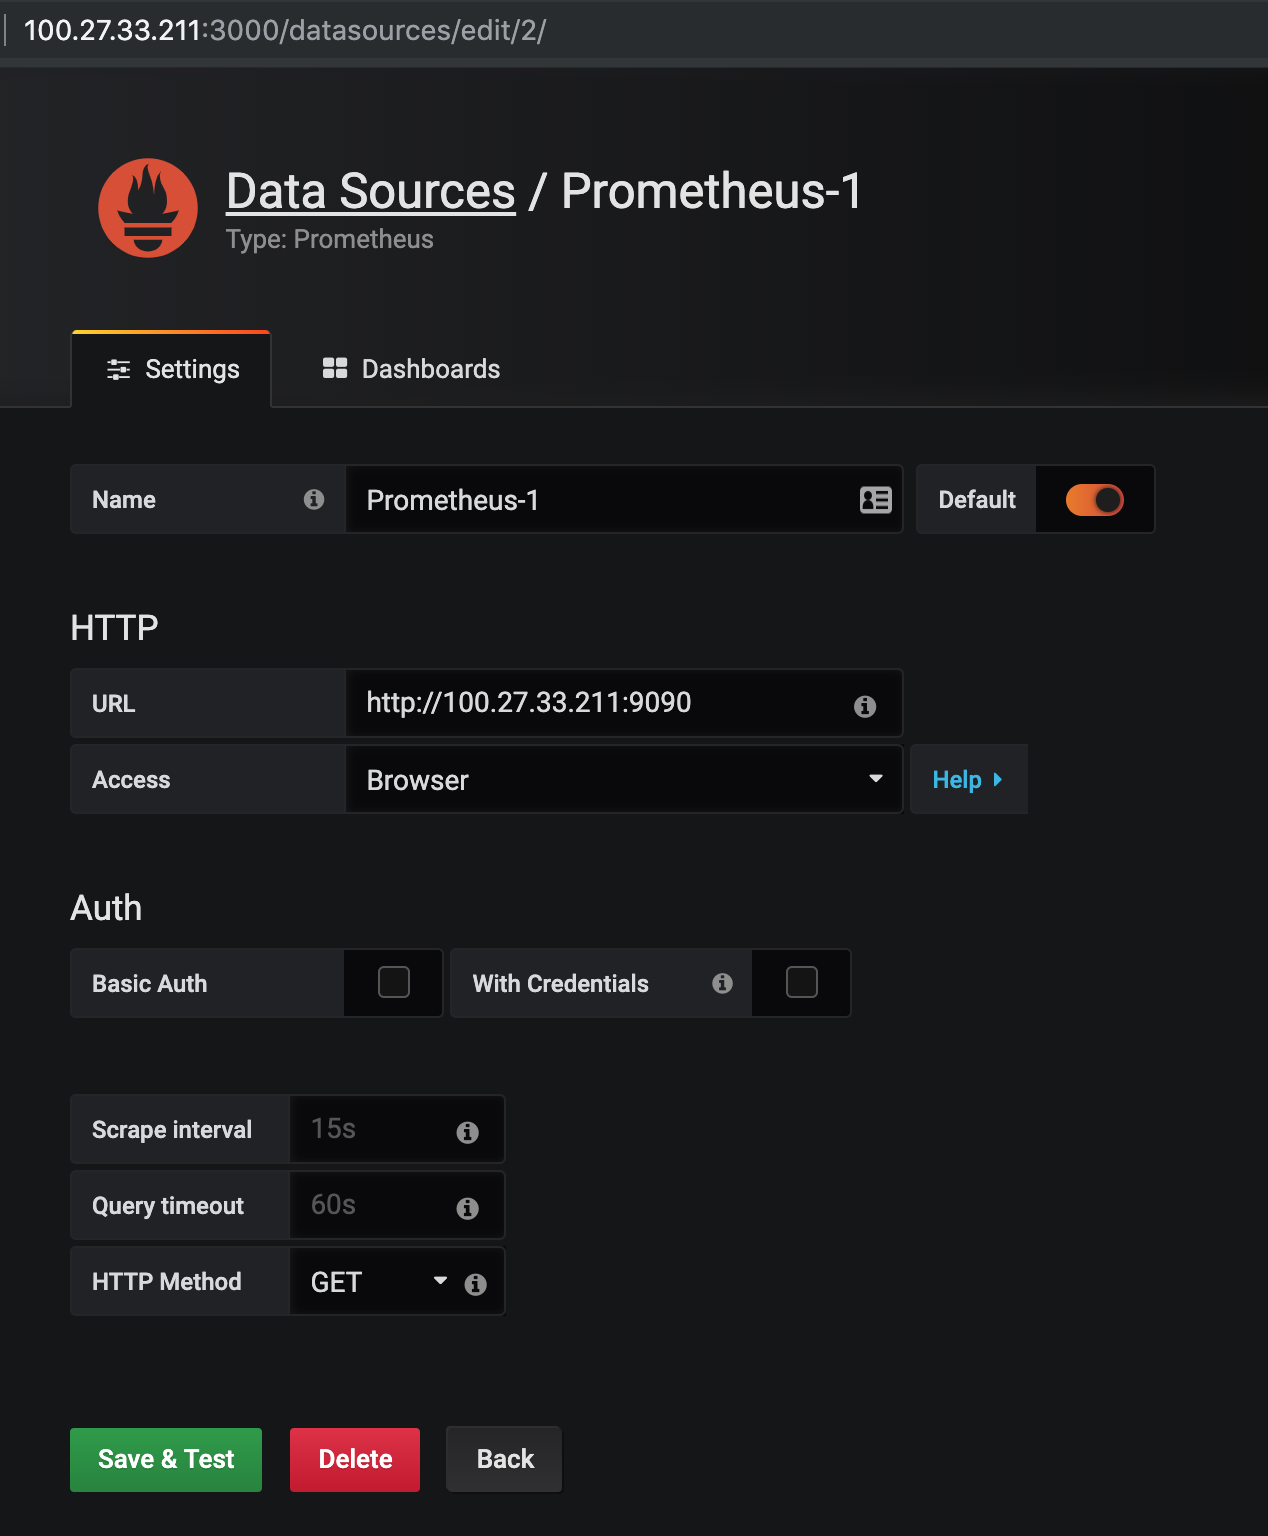 100.27.33.211:3000/datasources/edit/2/
Data Sources / Prometheus-1
Type: Prometheus
Settings
Dashboards
Name
Prometheus-1
Default
HTTP
URL
http://100.27.33.211:9090
Access
Browser
Help
Auth
Basic Auth
With Credentials
Scrape interval
15s
Query timeout
60s
HTTP Method
GET
Save & Test
Delete
Back